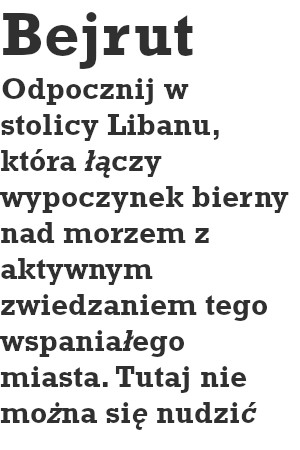 Bejrut
Odpocznij w
stolicy Libanu,
która łączy
wypoczynek bierny
nad morzem z
aktywnym
zwiedzaniem tego
wspaniałego
miasta. Tutaj nie
można się nudzić